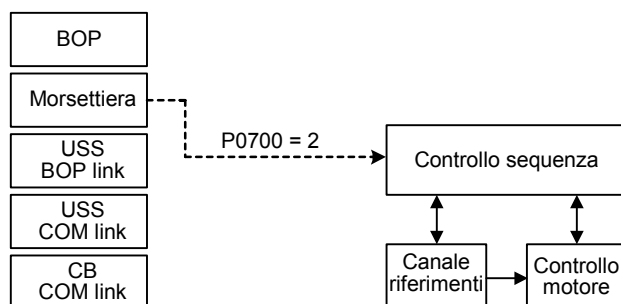 BOP
Morsettiera
P0700 = 2
USS
BOP link
Controllo sequenza
USS
COM link
CB
COM link
Canale
riferimenti
Controllo
motore